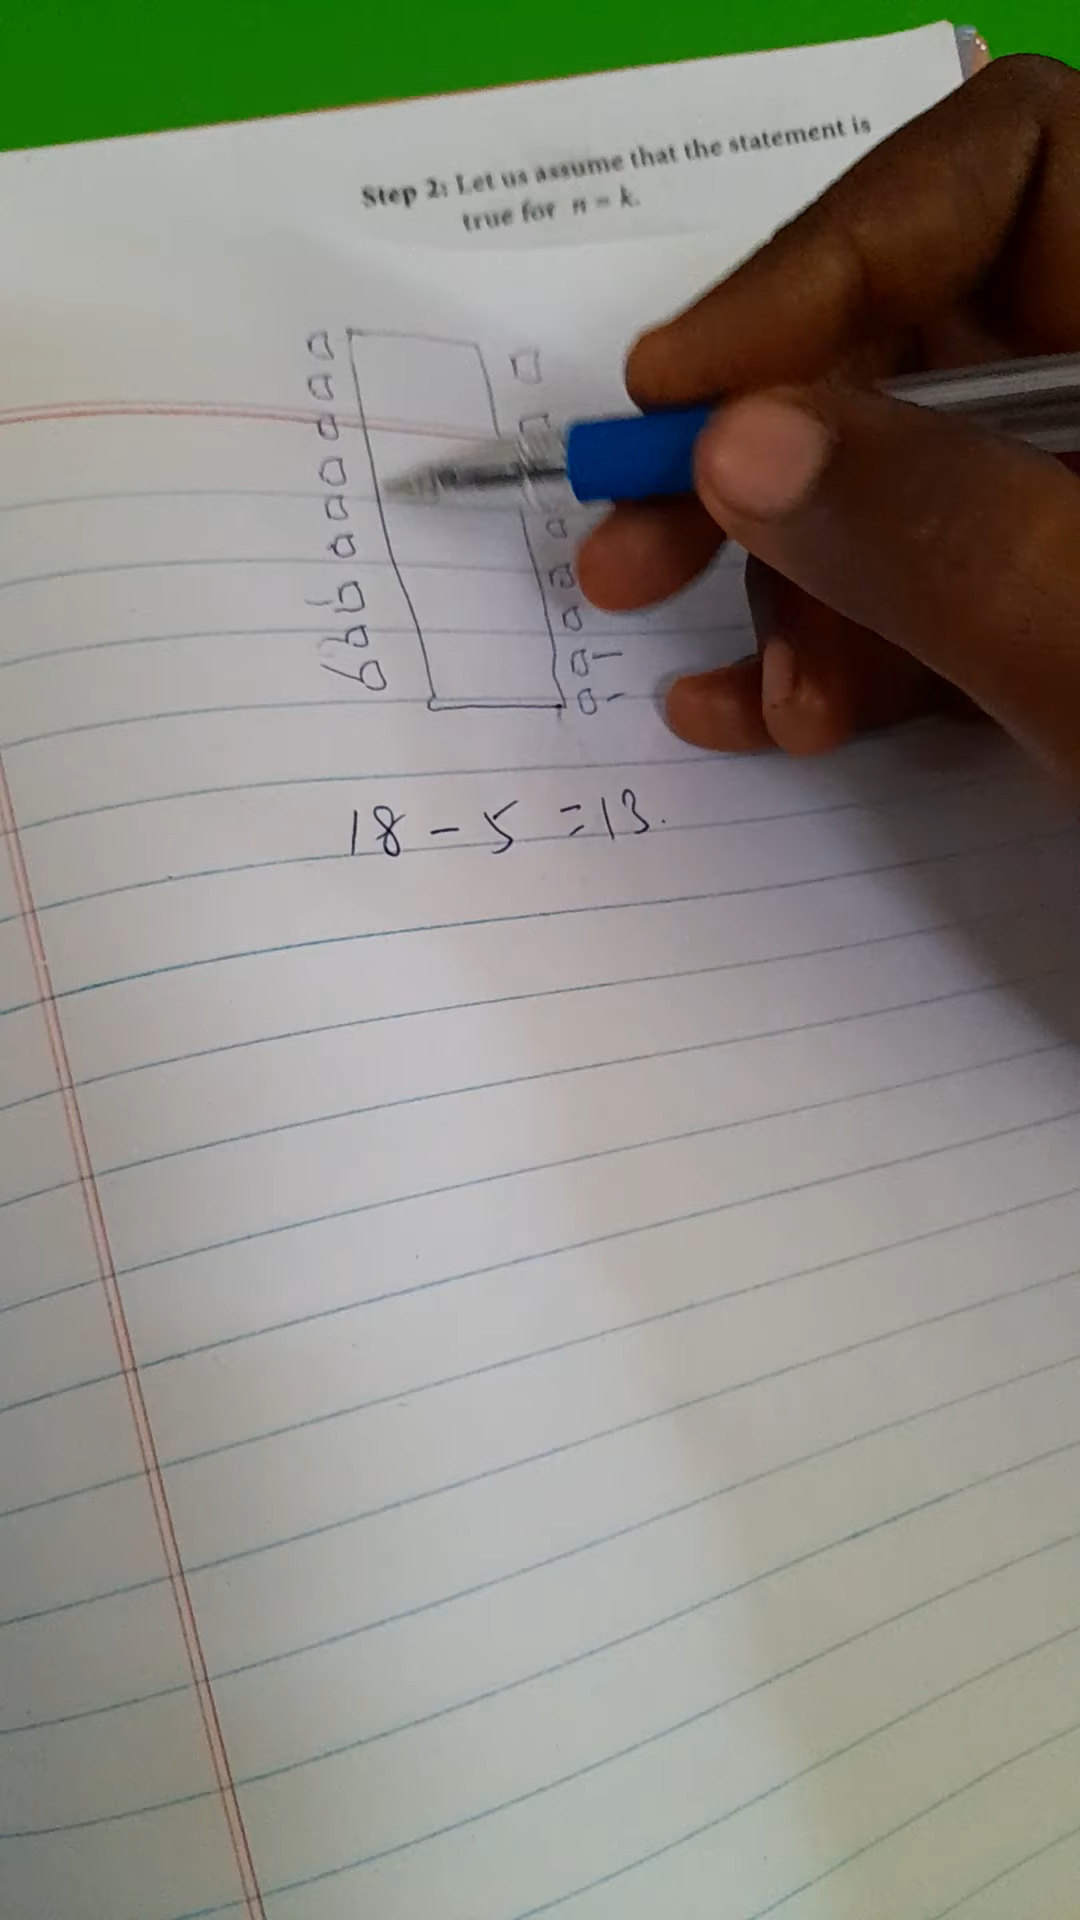 Step 2: Let us assume that the statement is
true for n = k.
18 - 5 = 13.